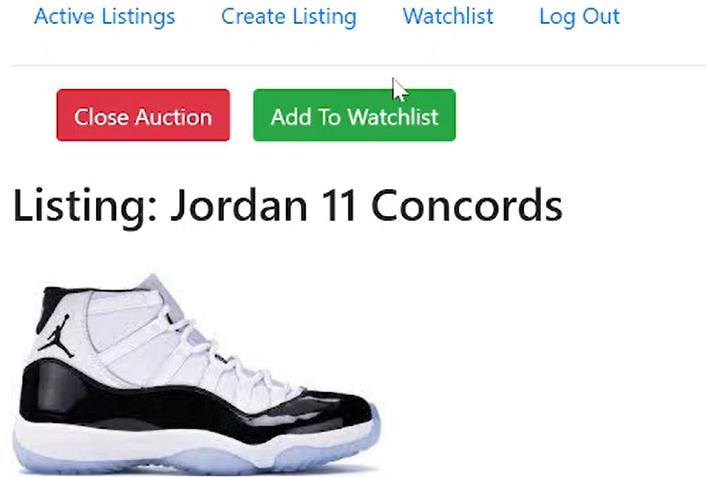 Active Listings Create Listing Watchlist Log Out
Close Auction Add To Watchlist
Listing: Jordan 11 Concords